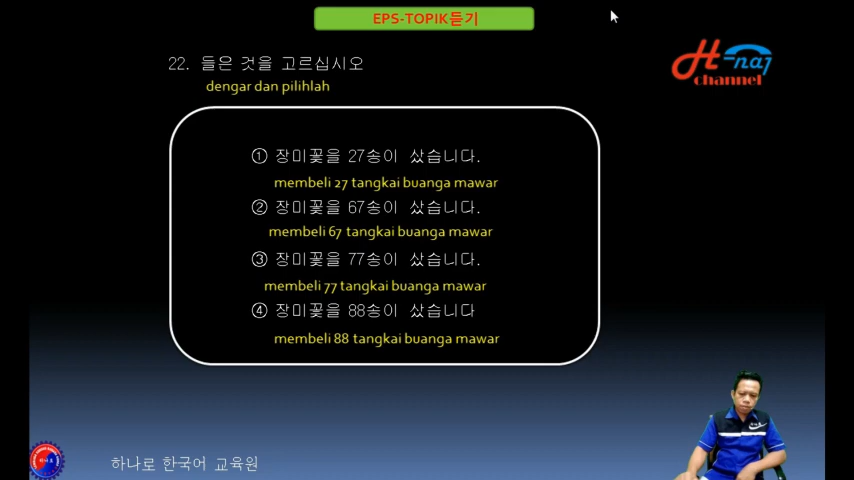 EPS-TOPIK듣기
H-naj
channel
22. 들은 것을 고르십시오
dengar dan pilihlah
① 장미꽃을 27송이 샀습니다.
membeli 27 tangkai buanga mawar
② 장미꽃을 67송이 샀습니다.
membeli 67 tangkai buanga mawar
③ 장미꽃을 77송이 샀습니다.
membeli 77 tangkai buanga mawar
④ 장미꽃을 88송이 샀습니다
membeli 88 tangkai buanga mawar
하나로 한국어 교육원